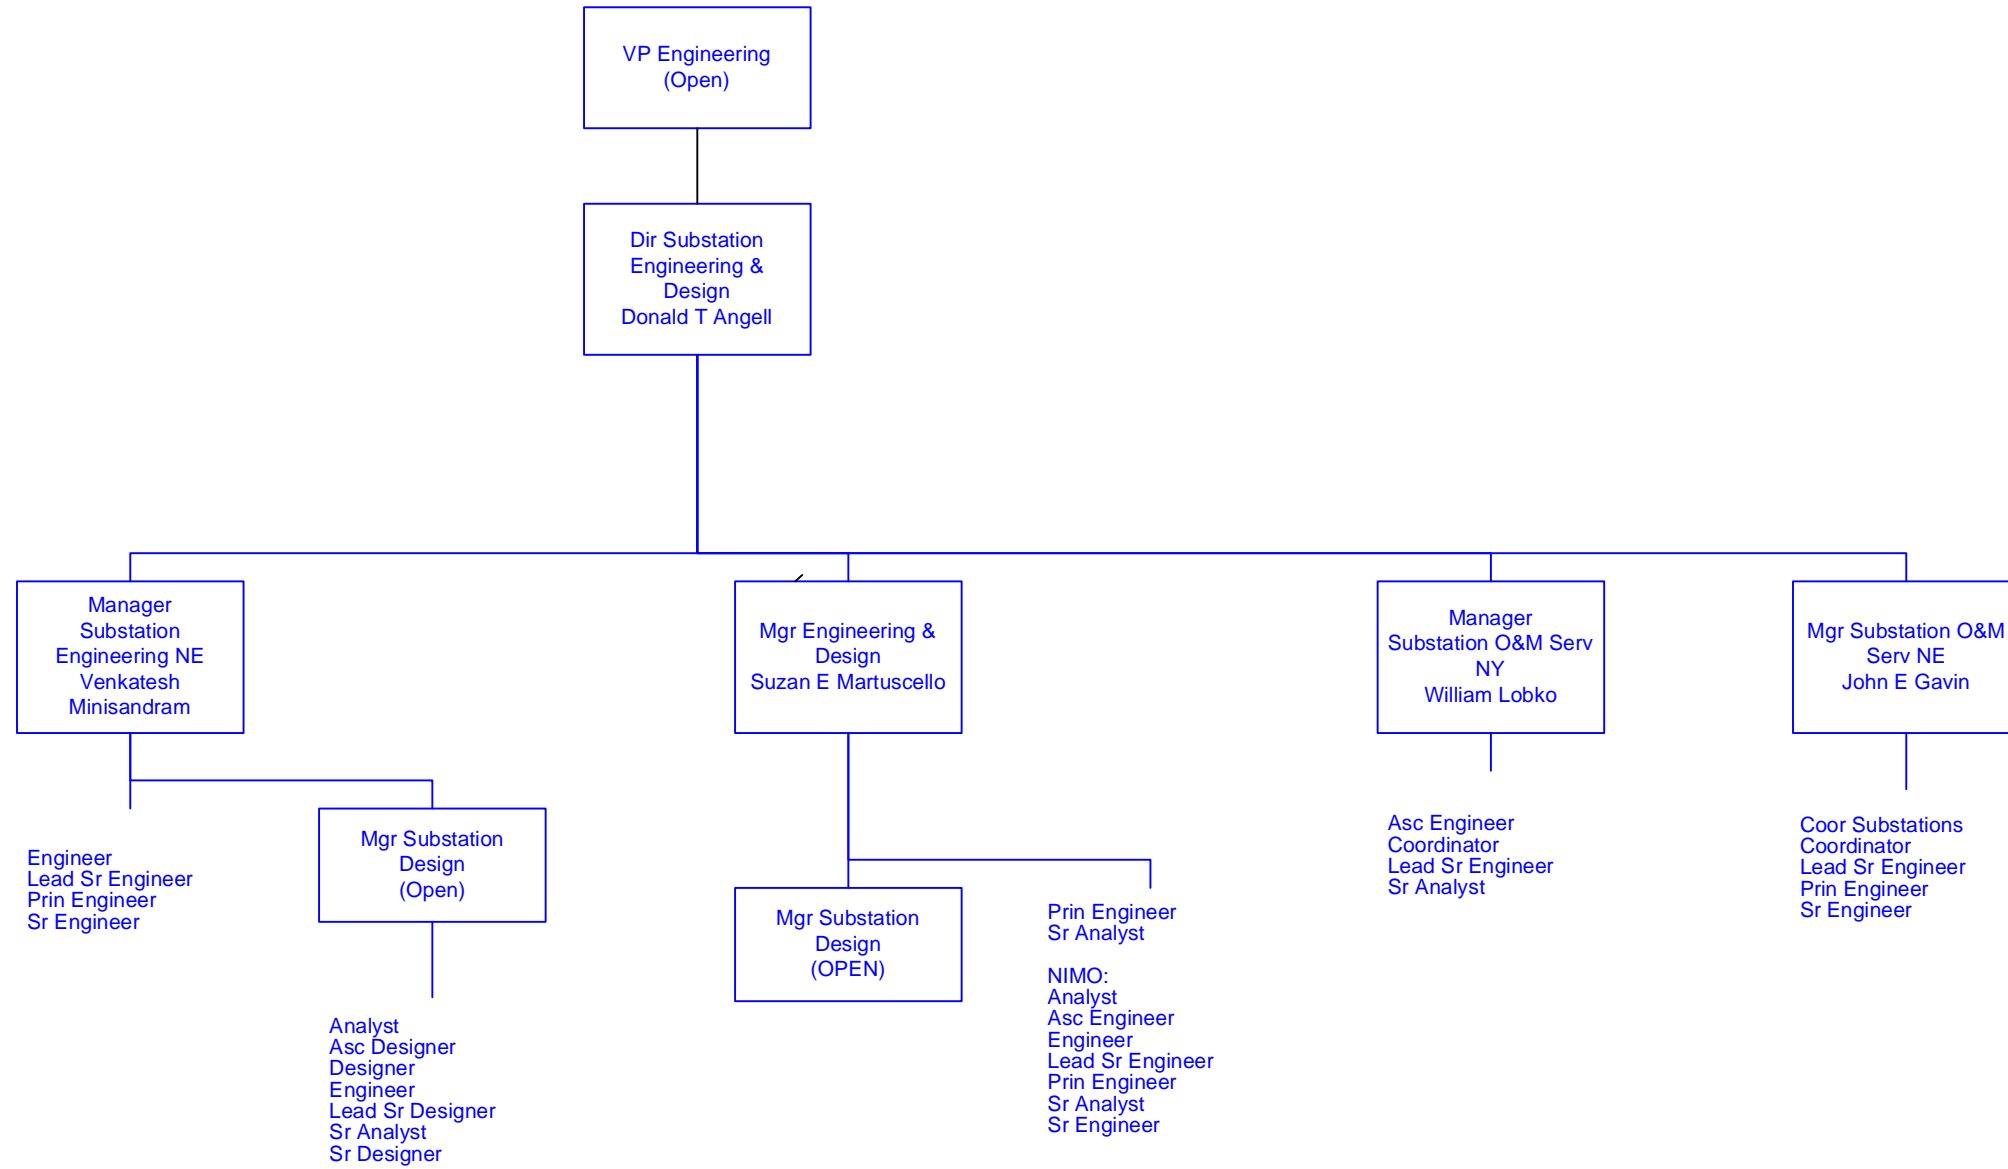 VP Engineering
(Open)
Dir Substation
Engineering &
Design
Donald T Angell
Manager
Substation
Engineering NE
Venkatesh
Minisandram
Mgr Engineering &
Design
Suzan E Martuscello
Manager
Substation O&M Serv
NY
William Lobko
Mgr Substation O&M
Serv NE
John E Gavin
Engineer
Lead Sr Engineer
Prin Engineer
Sr Engineer
Mgr Substation
Design
(Open)
Analyst
Asc Designer
Designer
Engineer
Lead Sr Designer
Sr Analyst
Sr Designer
Mgr Substation
Design
(OPEN)
Prin Engineer
Sr Analyst
NIMO:
Analyst
Asc Engineer
Engineer
Lead Sr Engineer
Prin Engineer
Sr Analyst
Sr Engineer
Asc Engineer
Coordinator
Lead Sr Engineer
Sr Analyst
Coor Substations
Coordinator
Lead Sr Engineer
Prin Engineer
Sr Engineer